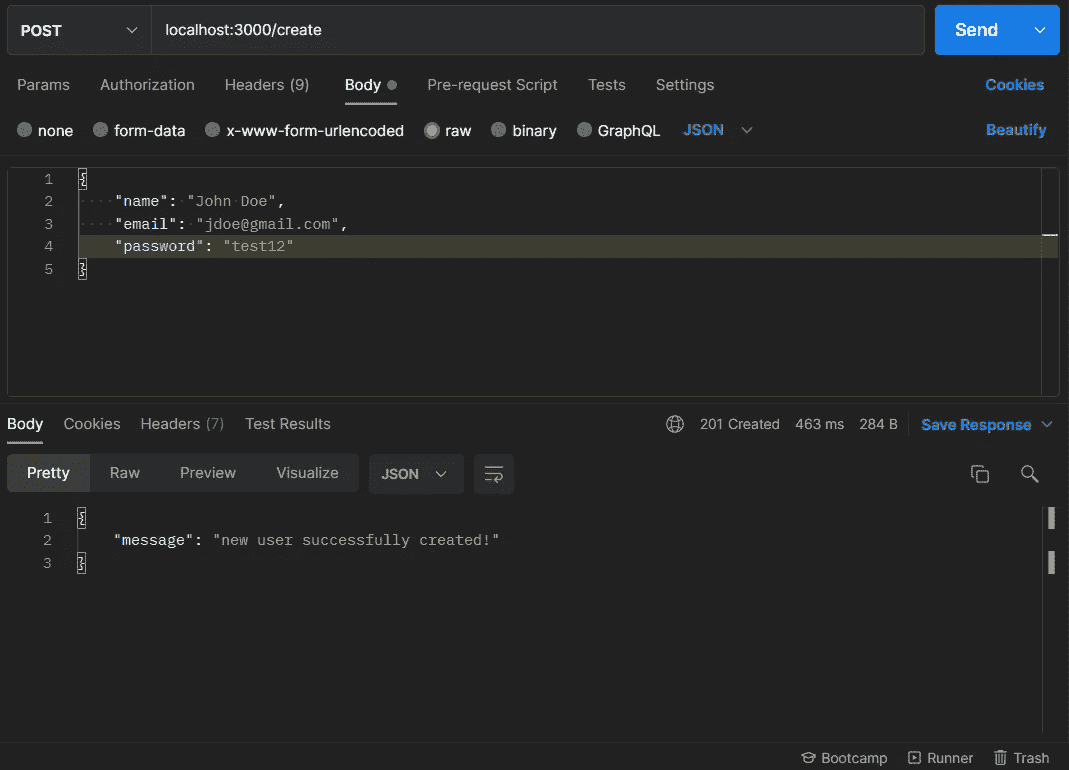 POST localhost:3000/create Send
Params Authorization Headers (9) Body Pre-request Script Tests Settings Cookies
none form-data x-www-form-urlencoded raw binary GraphQL JSON Beautify
1 {
2 "name": "John Doe",
3 "email": "jdoe@gmail.com",
4 "password": "test12"
5 }
Body Cookies Headers (7) Test Results 201 Created 463 ms 284 B Save Response
Pretty Raw Preview Visualize JSON
1 {
2 "message": "new user successfully created!"
3 }
Bootcamp Runner Trash